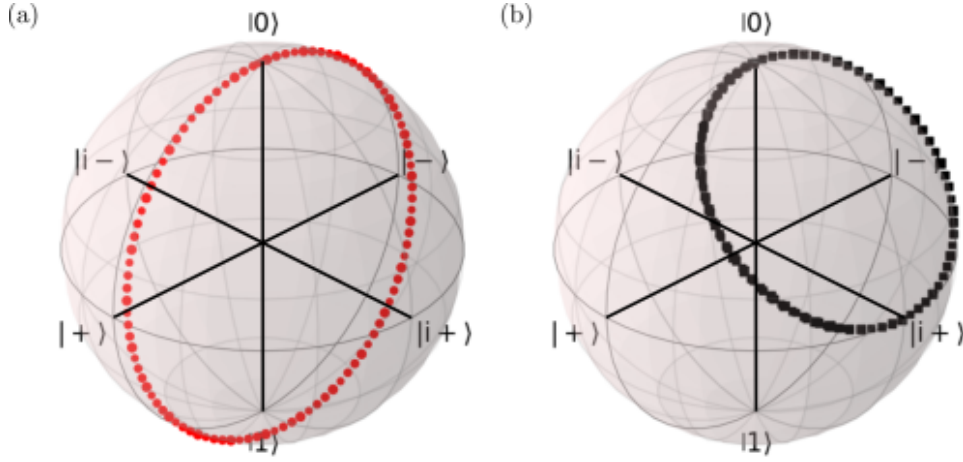 (a)
|0⟩
|i −⟩
|−⟩
|+⟩
|i+⟩
|1⟩
(b)
|0⟩
|i −⟩
|−
|+⟩
|i+⟩
|1⟩